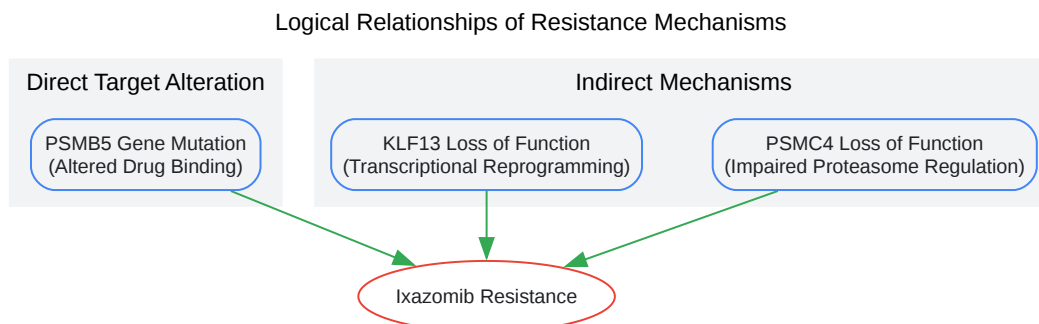 Logical Relationships of Resistance Mechanisms
Direct Target Alteration
Indirect Mechanisms
PSMB5 Gene Mutation
(Altered Drug Binding)
KLF13 Loss of Function
(Transcriptional Reprogramming)
PSMC4 Loss of Function
(Impaired Proteasome Regulation)
Ixazomib Resistance